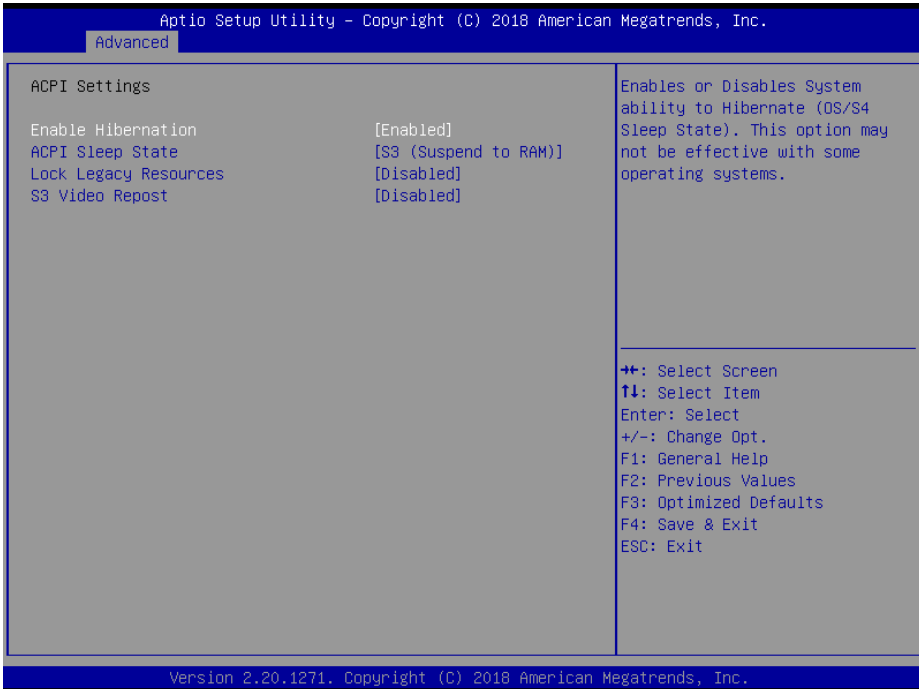 Aptio Setup Utility – Copyright (C) 2018 American Megatrends, Inc.
Advanced
ACPI Settings
Enable Hibernation [Enabled]
ACPI Sleep State [S3 (Suspend to RAM)]
Lock Legacy Resources [Disabled]
S3 Video Repost [Disabled]
Enables or Disables System
ability to Hibernate (OS/S4
Sleep State). This option may
not be effective with some
operating systems.
→←: Select Screen
↑↓: Select Item
Enter: Select
+/-: Change Opt.
F1: General Help
F2: Previous Values
F3: Optimized Defaults
F4: Save & Exit
ESC: Exit
Version 2.20.1271. Copyright (C) 2018 American Megatrends, Inc.